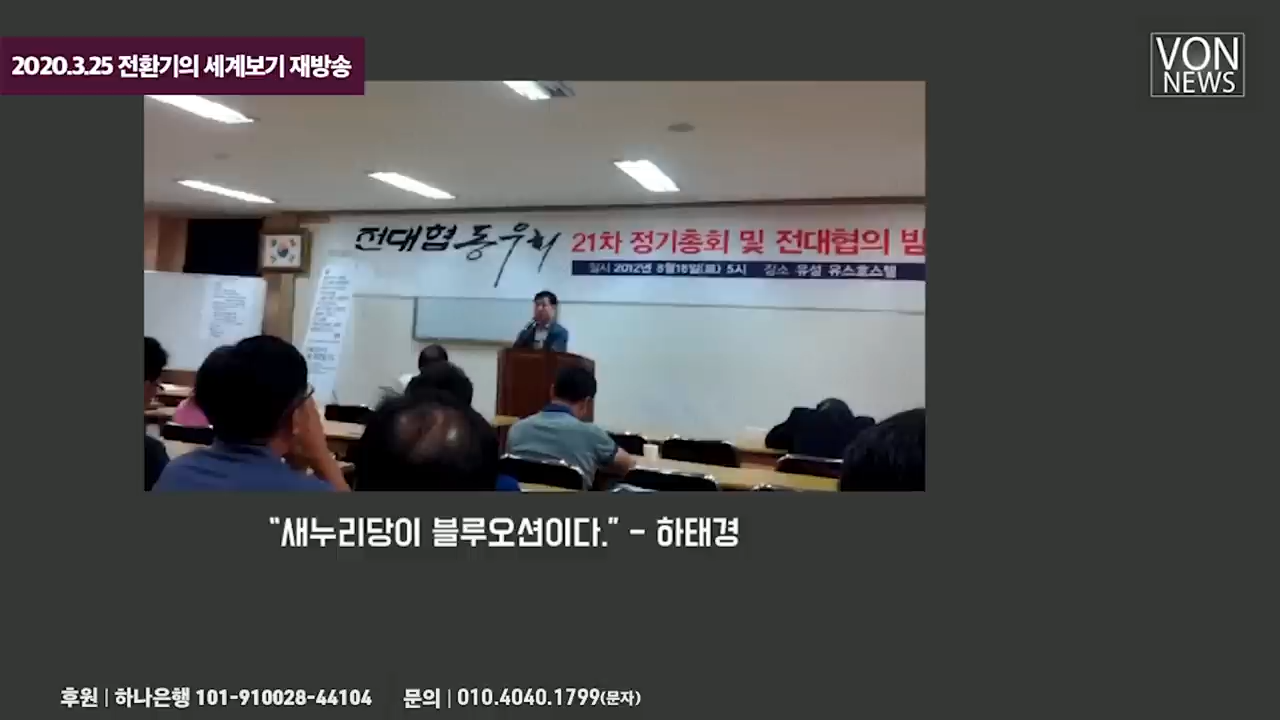 2020.3.25 전환기의 세계보기 재방송
VON
NEWS
전대협동우회 21차 정기총회 및 전대협의 밤
일시 2012년 8월18일(토) 5시 장소 유성 유스호스텔
"새누리당이 블루오션이다." - 하태경
후원 | 하나은행 101-910028-44104 문의 | 010.4040.1799(문자)